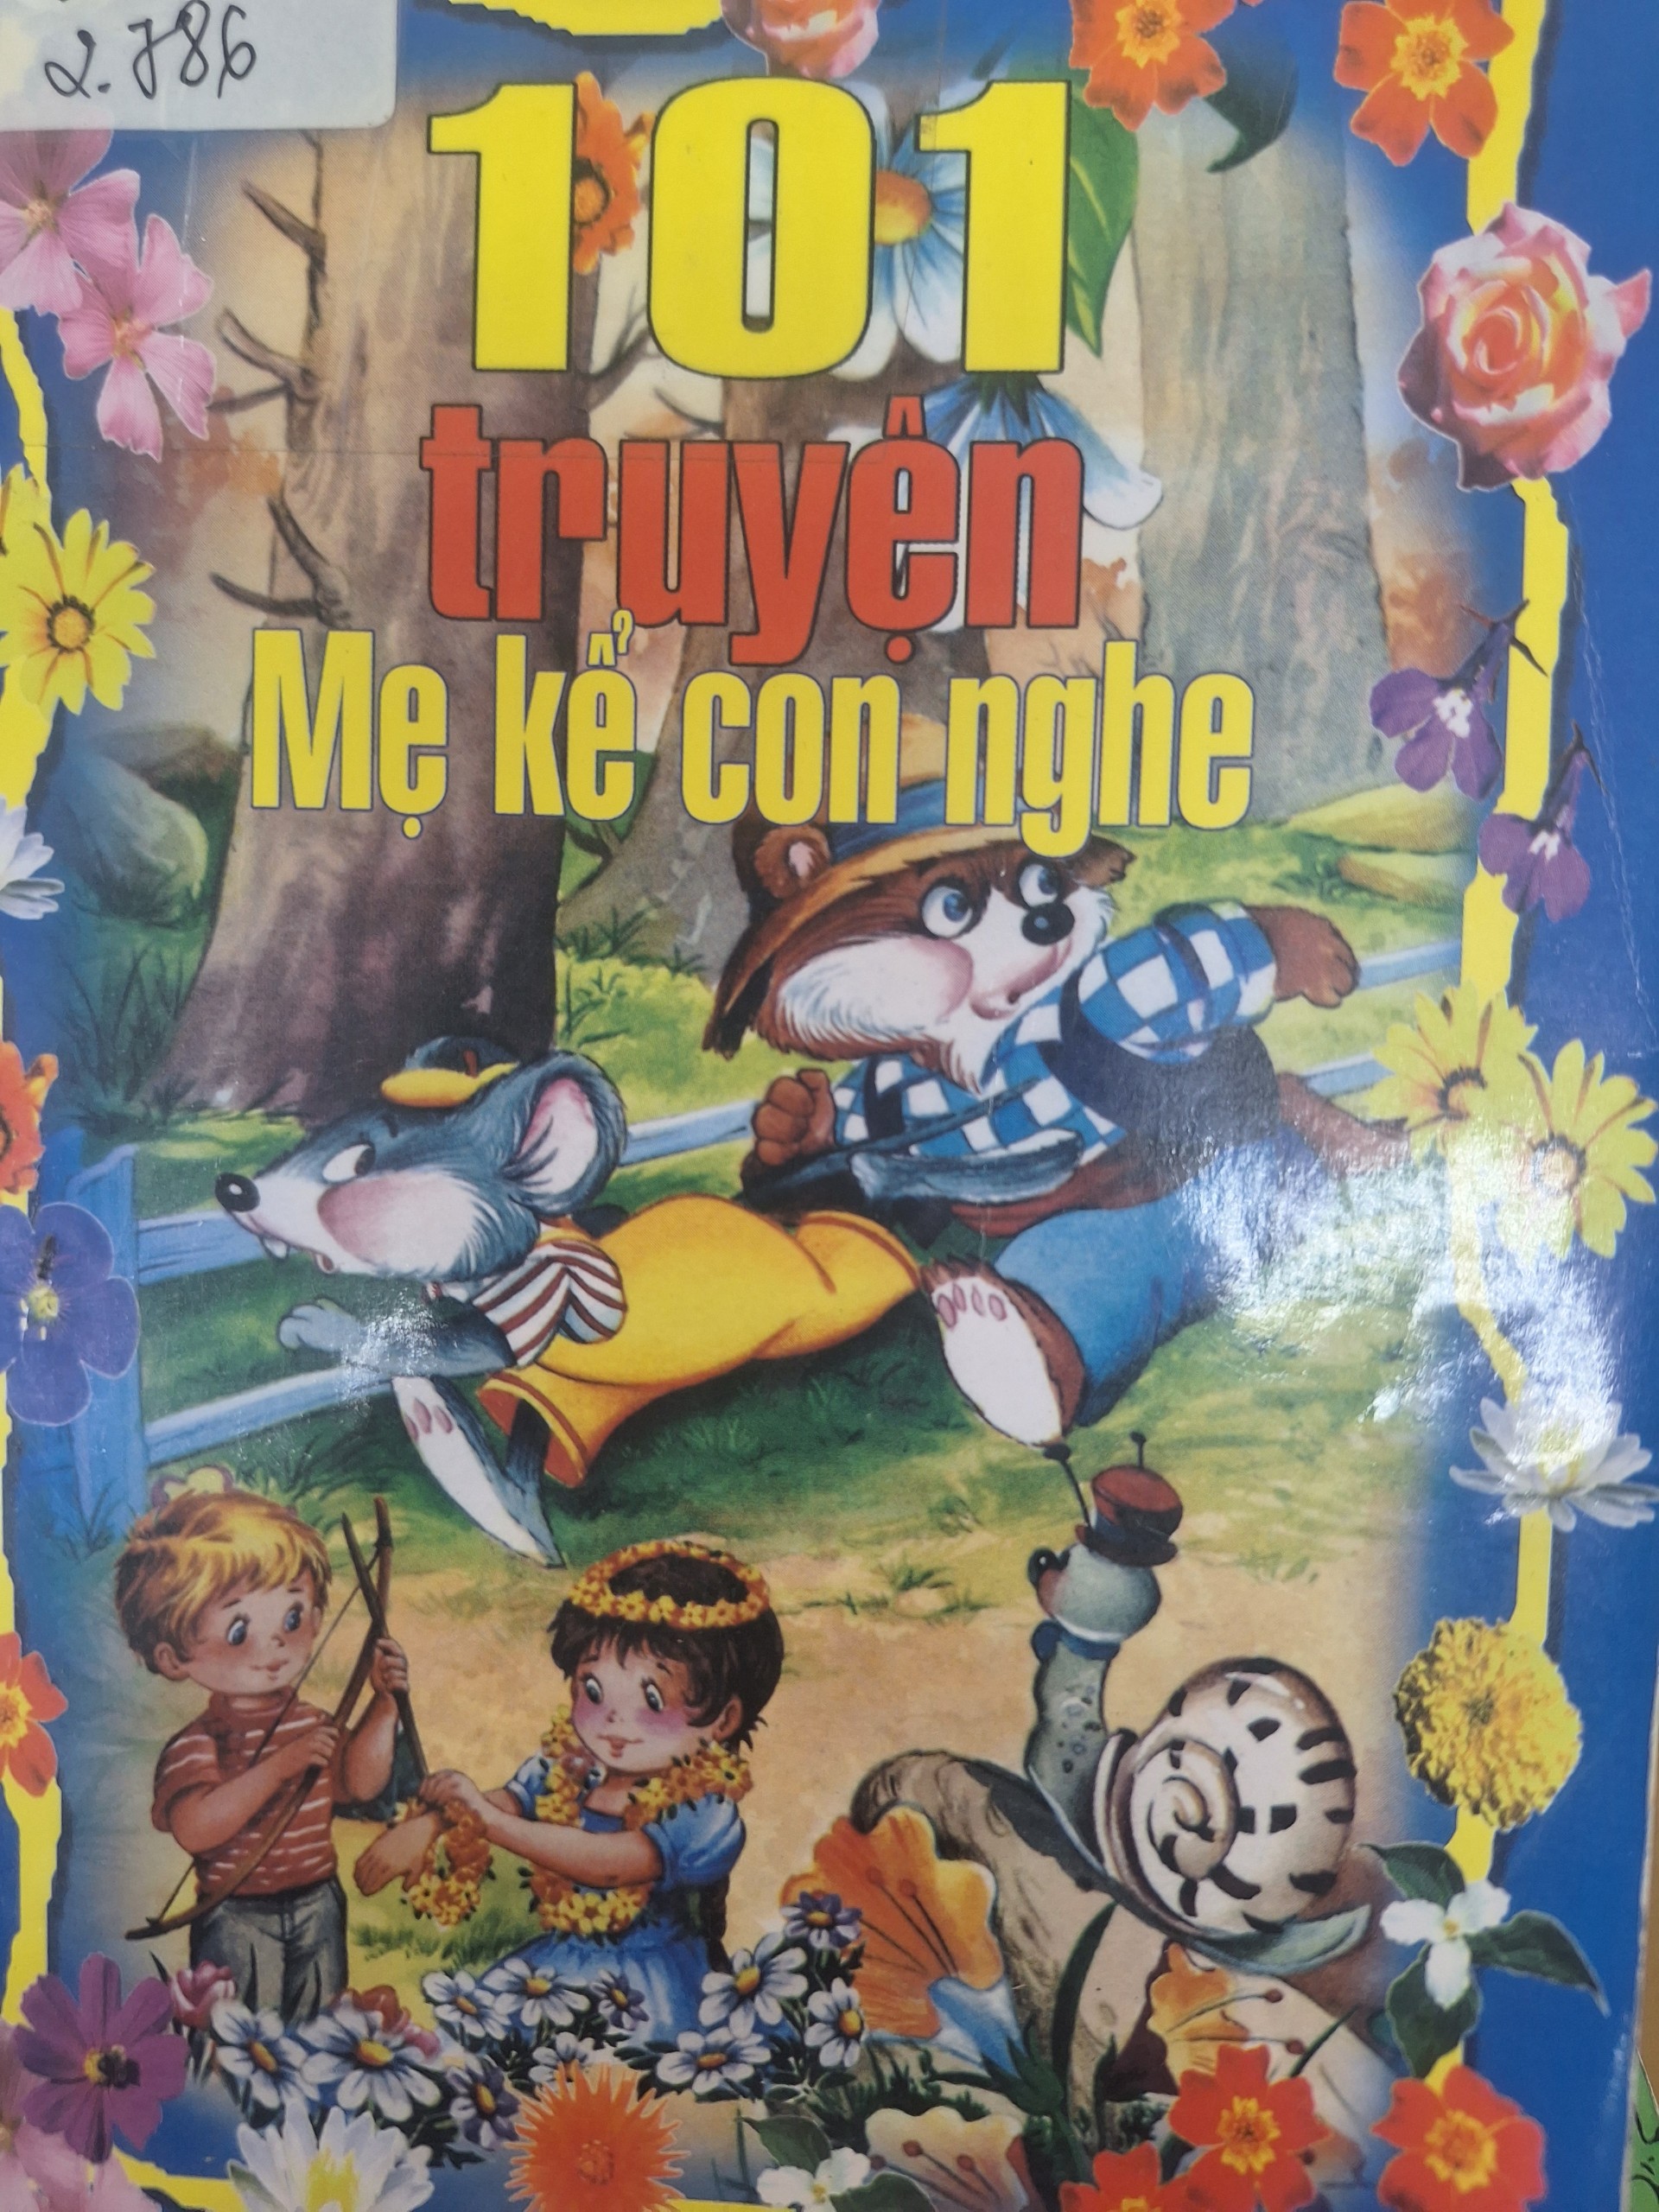 2.786
101
truyện
Mẹ kể con nghe